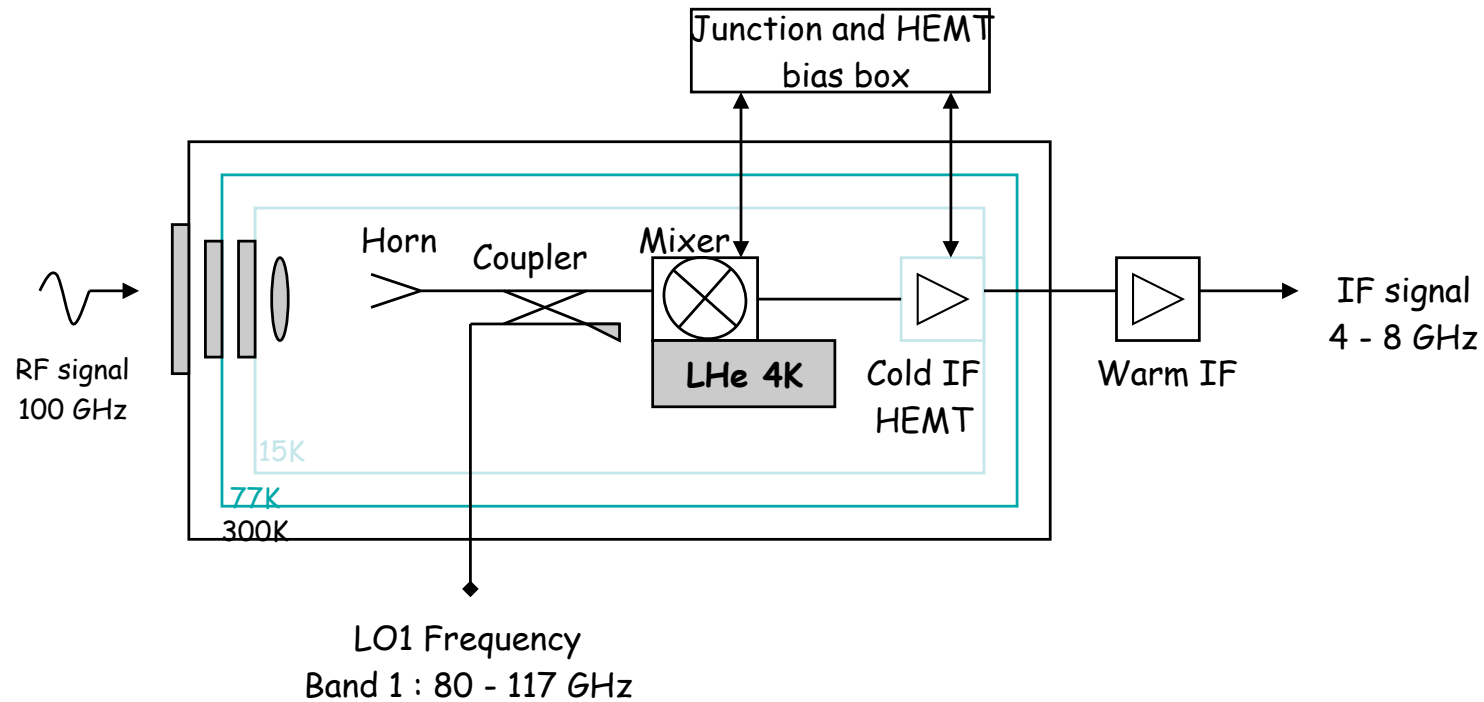 Junction and HEMT
bias box
Horn
Coupler
Mixer
RF signal
100 GHz
LHe 4K
Cold IF
HEMT
Warm IF
IF signal
4 - 8 GHz
15K
77K
300K
LO1 Frequency
Band 1 : 80 - 117 GHz